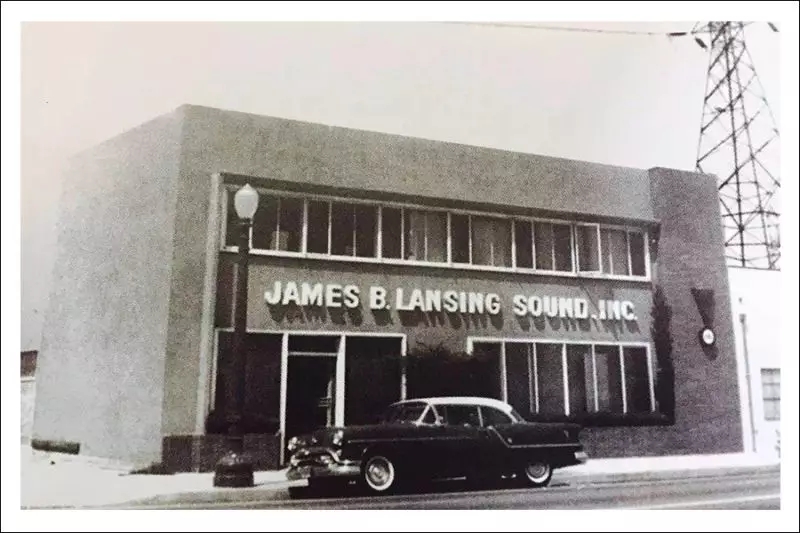 JAMES B. LANSING SOUND, INC.